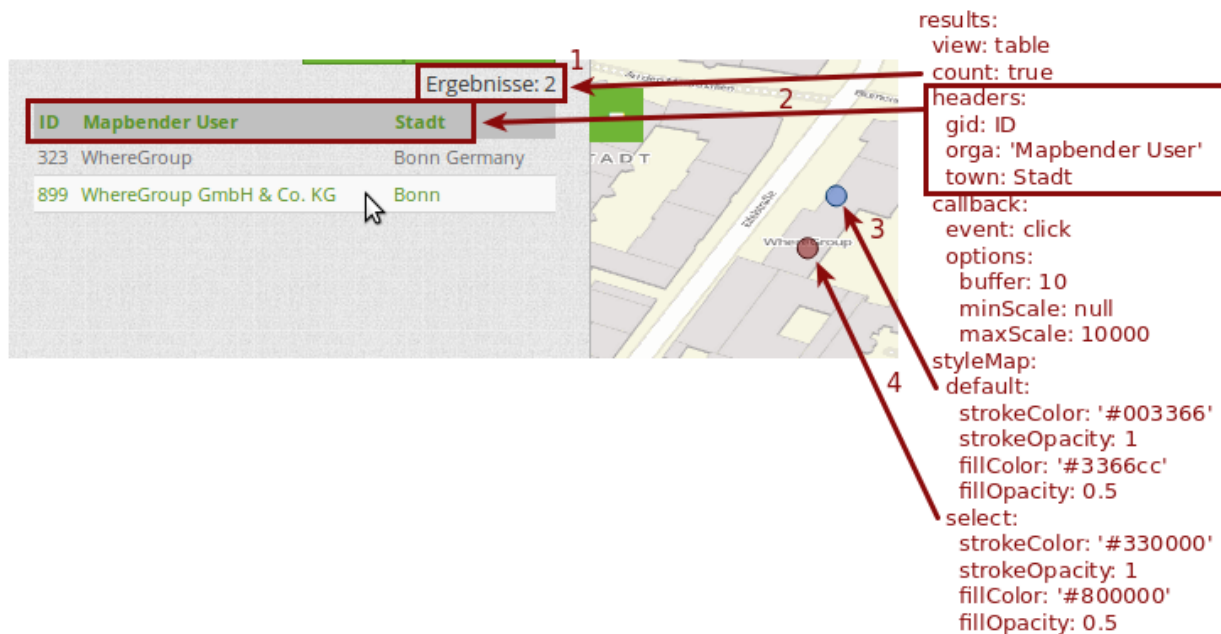 1
Ergebnisse: 2
ID Mapbender User Stadt
323 WhereGroup Bonn Germany
899 WhereGroup GmbH & Co. KG Bonn
2
TADT
WhereGroup
3
4
results:
view: table
count: true
headers:
gid: ID
orga: 'Mapbender User'
town: Stadt
callback:
event: click
options:
buffer: 10
minScale: null
maxScale: 10000
styleMap:
default:
strokeColor: '#003366'
strokeOpacity: 1
fillColor: '#3366cc'
fillOpacity: 0.5
select:
strokeColor: '#330000'
strokeOpacity: 1
fillColor: '#800000'
fillOpacity: 0.5